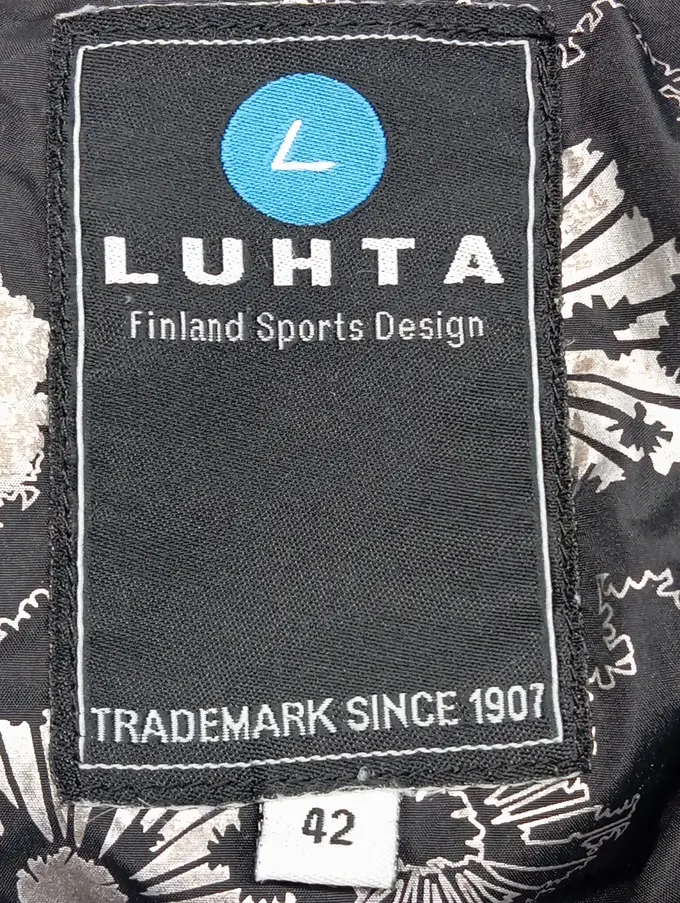 L
LUHTA
Finland Sports Design
TRADEMARK SINCE 1907
42